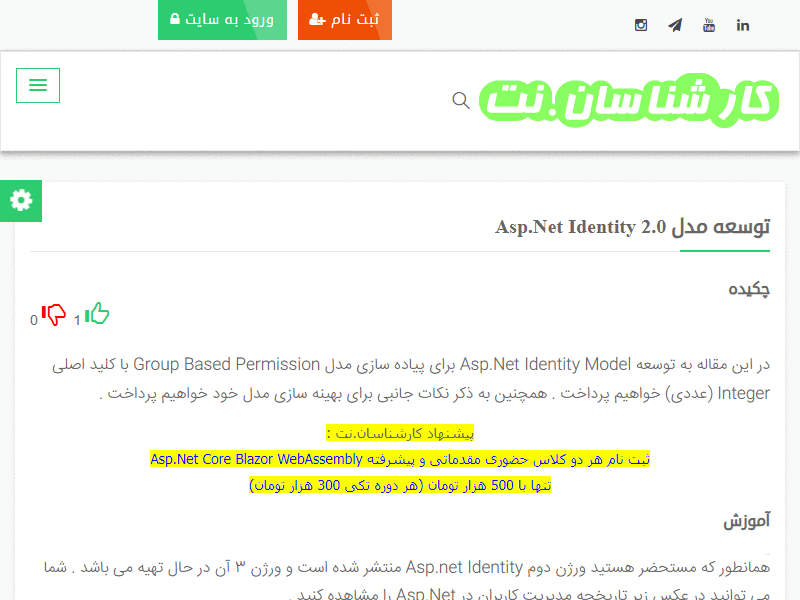 ثبت نام
ورود به سایت
کارشناسان.نت
توسعه مدل Asp.Net Identity 2.0
چکیده
1
0
در این مقاله به توسعه Asp.Net Identity Model برای پیاده سازی مدل Group Based Permission با کلید اصلی
Integer (عددی) خواهیم پرداخت . همچنین به ذکر نکات جانبی برای بهینه سازی مدل خود خواهیم پرداخت .
پیشنهاد کارشناسان.نت :
ثبت نام هر دو کلاس حضوری مقدماتی و پیشرفته Asp.Net Core Blazor WebAssembly
تنها با 500 هزار تومان (هر دوره تکی 300 هزار تومان)
آموزش
همانطور که مستحضر هستید ورژن دوم Asp.net Identity منتشر شده است و ورژن ۳ آن در حال تهیه می باشد . شما
می توانید در عکس زیر تاریخچه مدیریت کاربران در Asp.Net را مشاهده کنید .